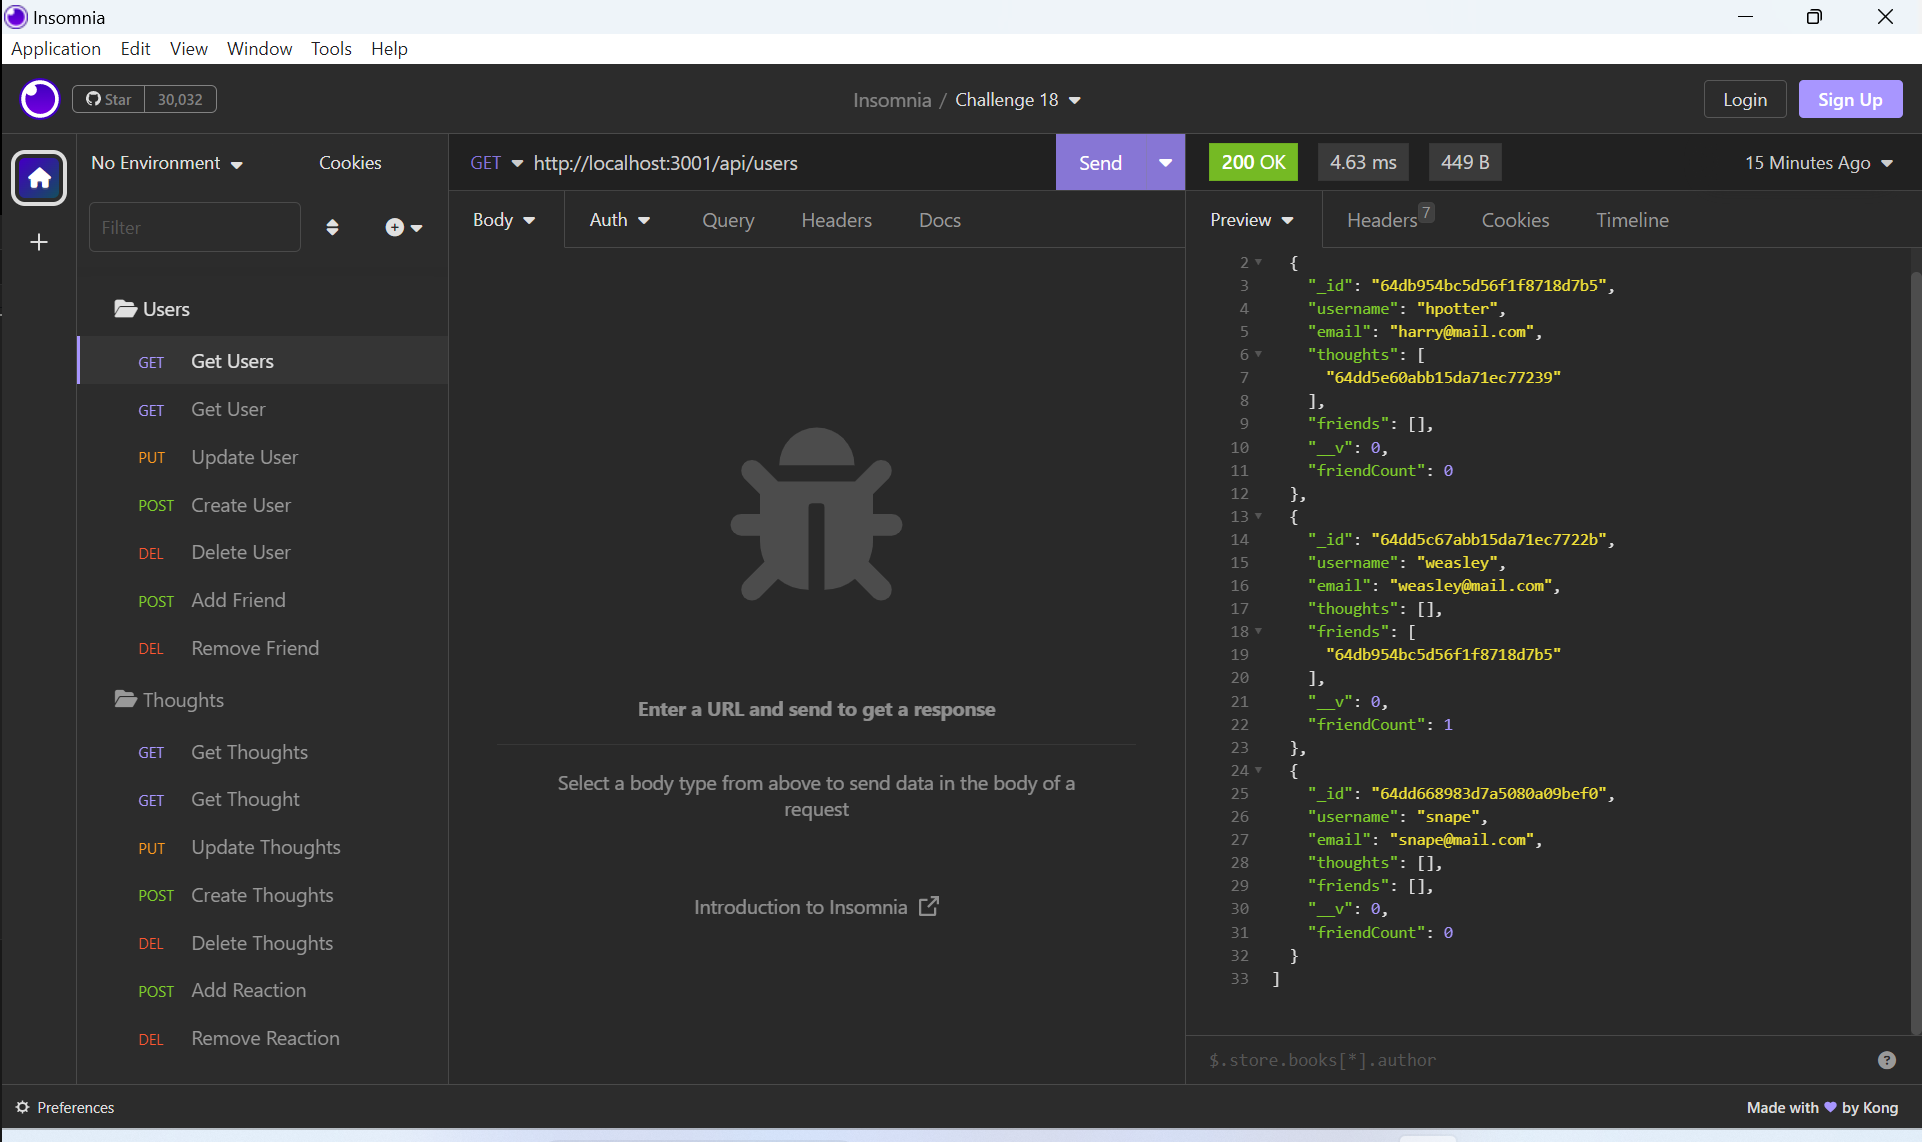 Insomnia
Application Edit View Window Tools Help
Star 30,032
Insomnia / Challenge 18
Login Sign Up
No Environment Cookies
GET http://localhost:3001/api/users Send
200 OK 4.63 ms 449 B 15 Minutes Ago
Filter
Body Auth Query Headers Docs
Preview Headers 7 Cookies Timeline
Users
GET Get Users
GET Get User
PUT Update User
POST Create User
DEL Delete User
POST Add Friend
DEL Remove Friend
Thoughts
GET Get Thoughts
GET Get Thought
PUT Update Thoughts
POST Create Thoughts
DEL Delete Thoughts
POST Add Reaction
DEL Remove Reaction
Enter a URL and send to get a response
Select a body type from above to send data in the body of a
request
Introduction to Insomnia
2 {
3 "_id": "64db954bc5d56f1f8718d7b5",
4 "username": "hpotter",
5 "email": "harry@mail.com",
6 "thoughts": [
7 "64dd5e60abb15da71ec77239"
8 ],
9 "friends": [],
10 "__v": 0,
11 "friendCount": 0
12 },
13 {
14 "_id": "64dd5c67abb15da71ec7722b",
15 "username": "weasley",
16 "email": "weasley@mail.com",
17 "thoughts": [],
18 "friends": [
19 "64db954bc5d56f1f8718d7b5"
20 ],
21 "__v": 0,
22 "friendCount": 1
23 },
24 {
25 "_id": "64dd668983d7a5080a09bef0",
26 "username": "snape",
27 "email": "snape@mail.com",
28 "thoughts": [],
29 "friends": [],
30 "__v": 0,
31 "friendCount": 0
32 }
33 ]
$.store.books[*].author
Preferences
Made with by Kong